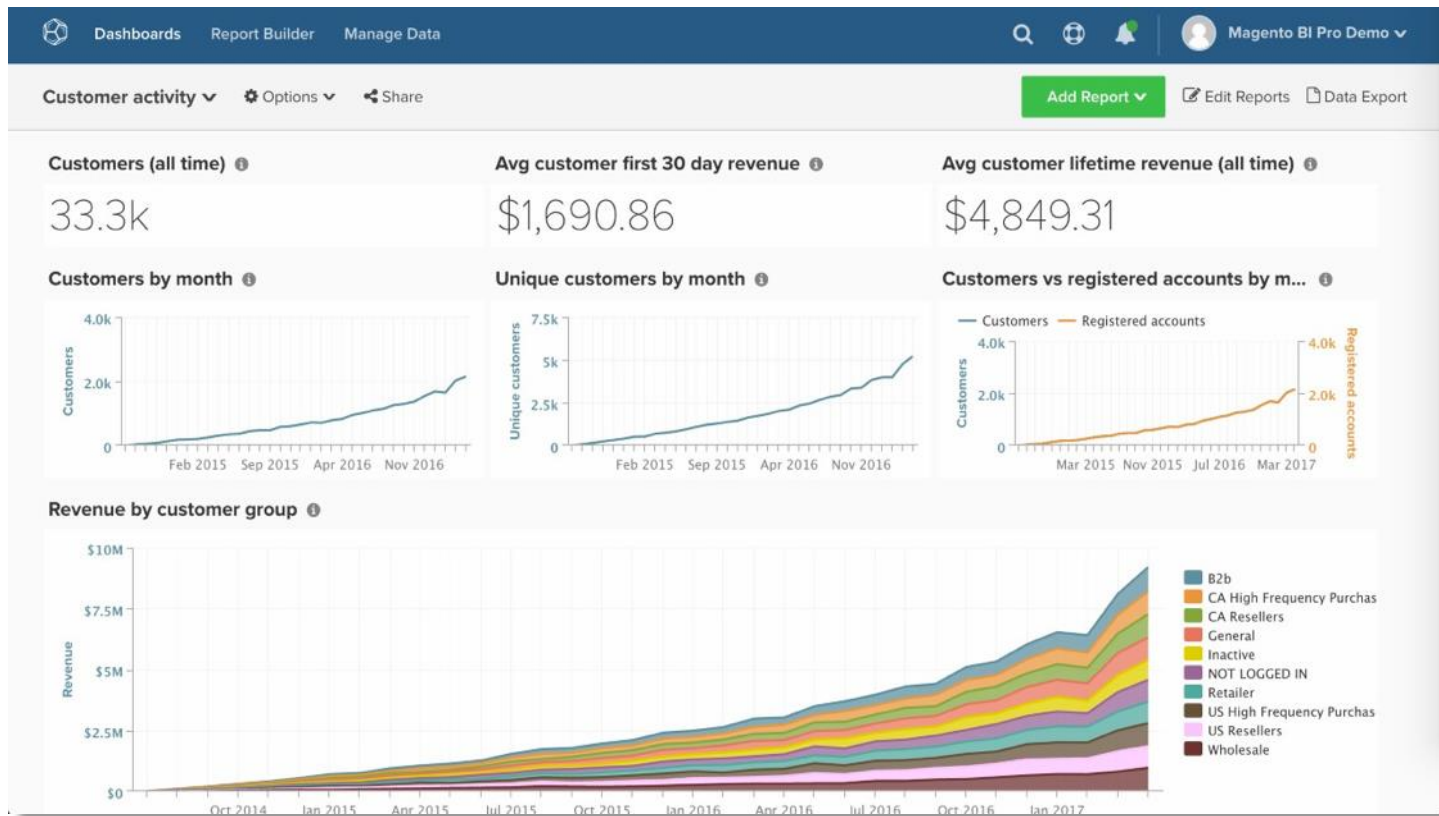 Dashboards Report Builder Manage Data Magento BI Pro Demo
Customer activity Options Share Add Report Edit Reports Data Export
Customers (all time) Avg customer first 30 day revenue Avg customer lifetime revenue (all time)
33.3k $1,690.86 $4,849.31
Customers by month Unique customers by month Customers vs registered accounts by m...
4.0k
2.0k
0
Customers
Feb 2015 Sep 2015 Apr 2016 Nov 2016
7.5k
5k
2.5k
0
Unique customers
Feb 2015 Sep 2015 Apr 2016 Nov 2016
Customers Registered accounts
4.0k
2.0k
0
Customers
4.0k
2.0k
0
Registered accounts
Mar 2015 Nov 2015 Jul 2016 Mar 2017
Revenue by customer group
$10M
$7.5M
$5M
$2.5M
$0
Revenue
Oct 2014 Jan 2015 Apr 2015 Jul 2015 Oct 2015 Jan 2016 Apr 2016 Jul 2016 Oct 2016 Jan 2017
B2b
CA High Frequency Purchas
CA Resellers
General
Inactive
NOT LOGGED IN
Retailer
US High Frequency Purchas
US Resellers
Wholesale